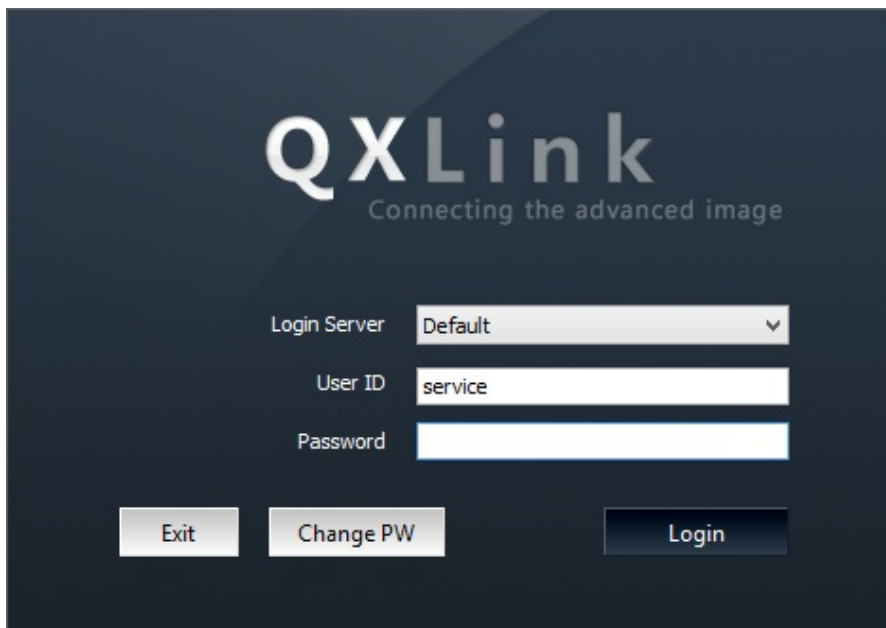 QXLink
Connecting the advanced image
Login Server Default
User ID service
Password
Exit Change PW Login